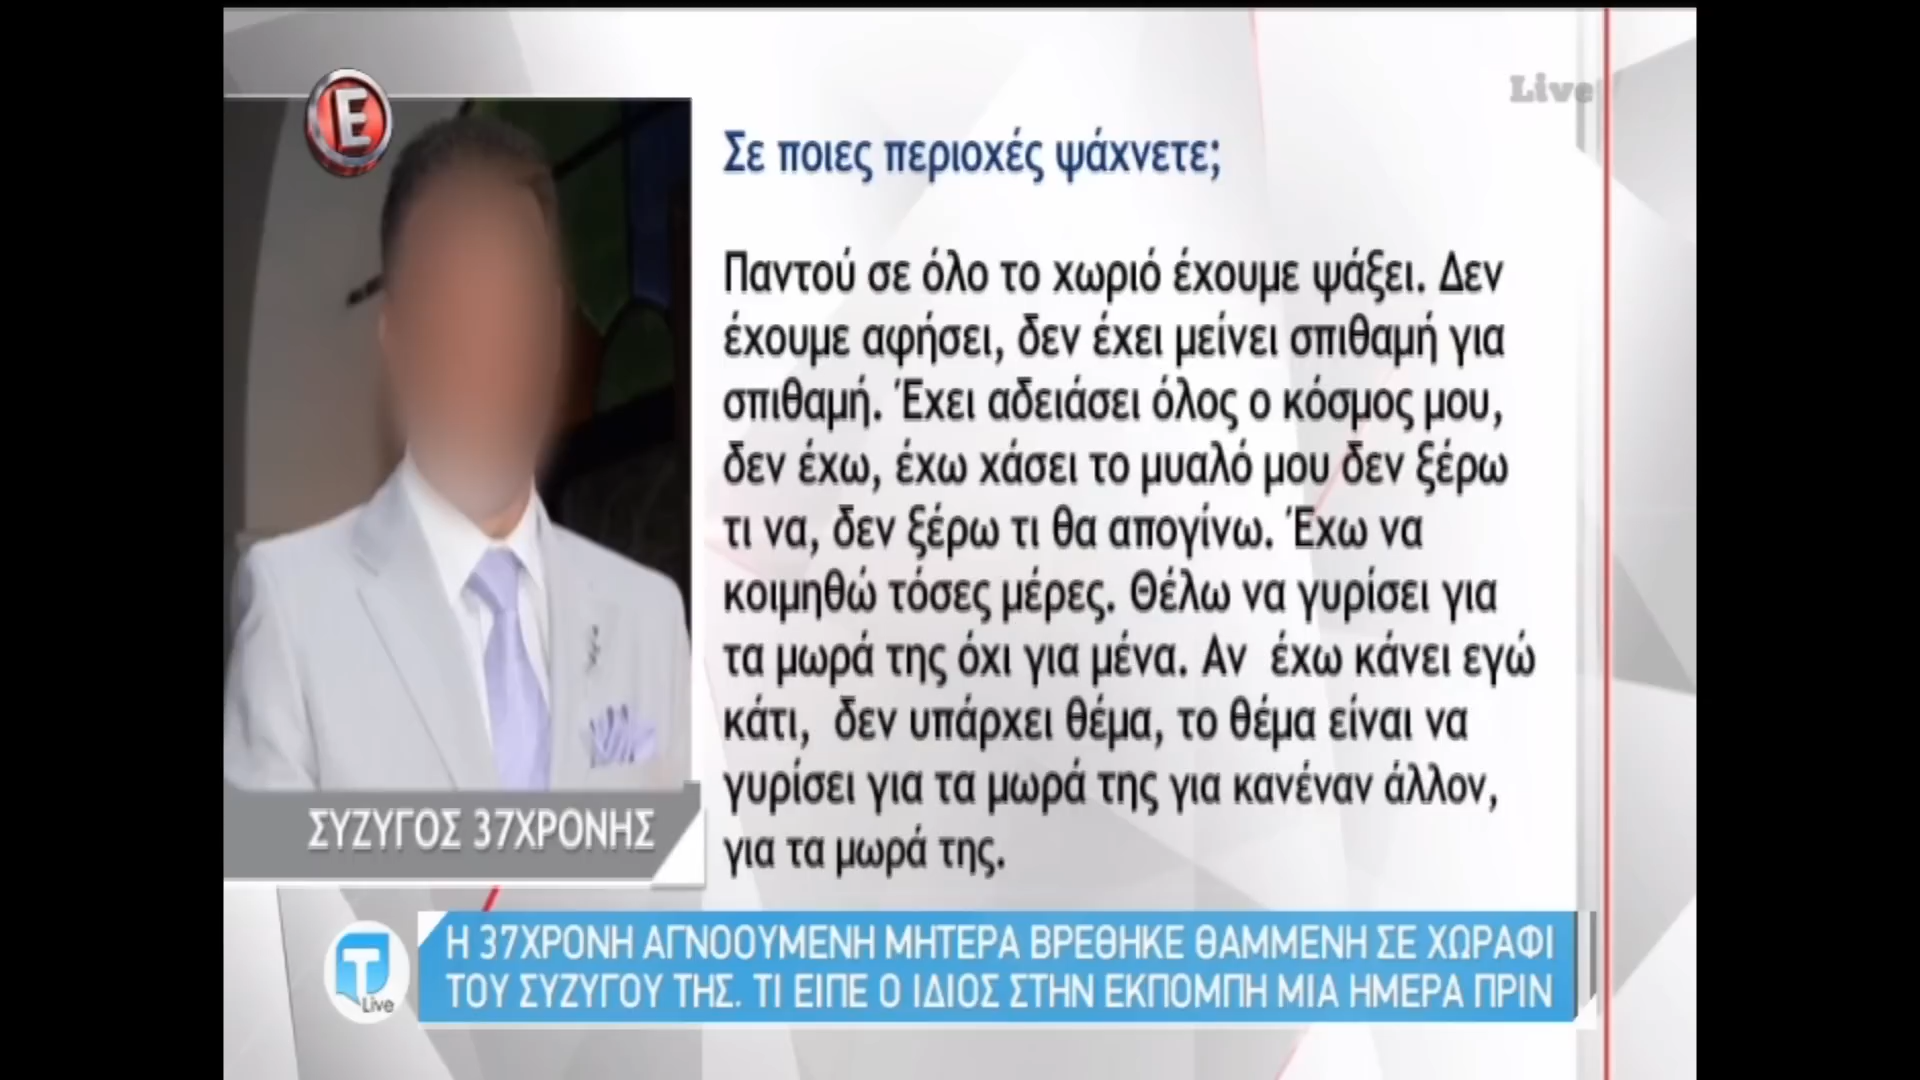 E
Live
Σε ποιες περιοχές ψάχνετε;
Παντού σε όλο το χωριό έχουμε ψάξει. Δεν
έχουμε αφήσει, δεν έχει μείνει σπιθαμή για
σπιθαμή. Έχει αδειάσει όλος ο κόσμος μου,
δεν έχω, έχω χάσει το μυαλό μου δεν ξέρω
τι να, δεν ξέρω τι θα απογίνω. Έχω να
κοιμηθώ τόσες μέρες. Θέλω να γυρίσει για
τα μωρά της όχι για μένα. Αν έχω κάνει εγώ
κάτι, δεν υπάρχει θέμα, το θέμα είναι να
γυρίσει για τα μωρά της για κανέναν άλλον,
για τα μωρά της.
ΣΥΖΥΓΟΣ 37ΧΡΟΝΗΣ
T
Live
Η 37ΧΡΟΝΗ ΑΓΝΟΟΥΜΕΝΗ ΜΗΤΕΡΑ ΒΡΕΘΗΚΕ ΘΑΜΜΕΝΗ ΣΕ ΧΩΡΑΦΙ
ΤΟΥ ΣΥΖΥΓΟΥ ΤΗΣ. ΤΙ ΕΙΠΕ Ο ΙΔΙΟΣ ΣΤΗΝ ΕΚΠΟΜΠΗ ΜΙΑ ΗΜΕΡΑ ΠΡΙΝ